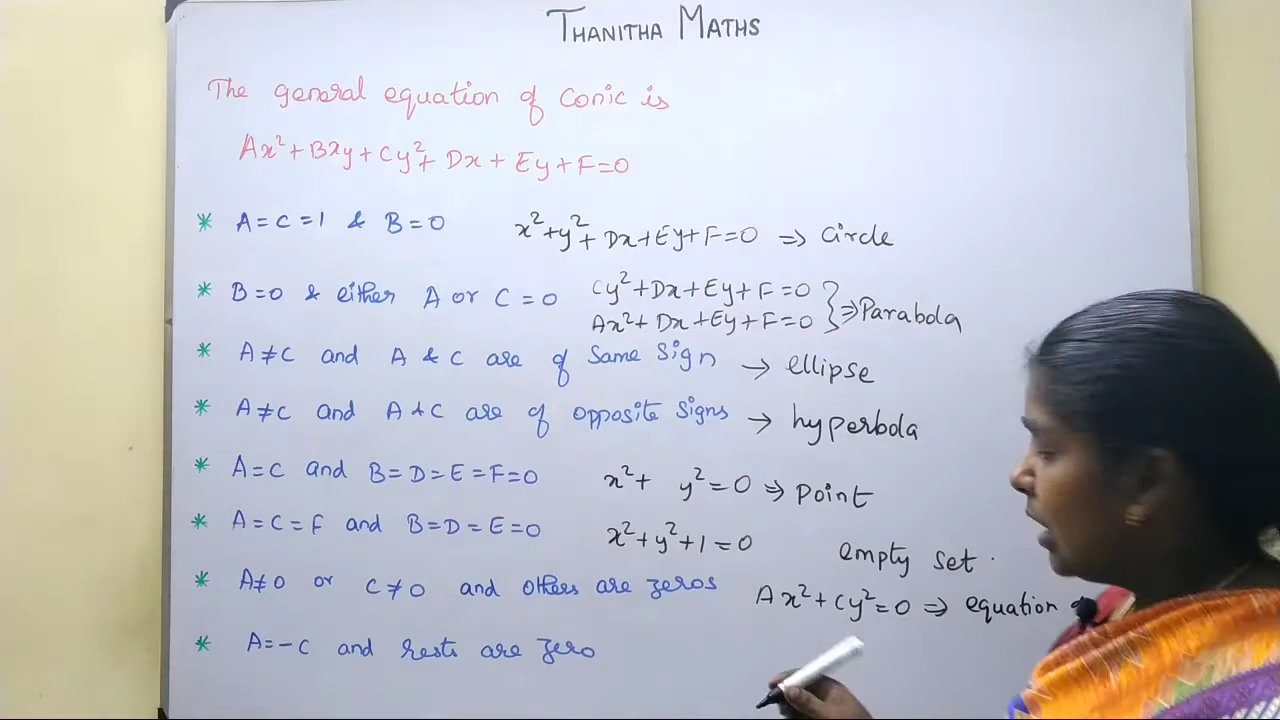 THANITHA MATHS
The general equation of Conic is
Ax²+Bxy+Cy²+Dx+Ey+F=0
* A=C=1 & B=0 x²+y²+Dx+Ey+F=0 ⇒ Circle
* B=0 & either A or C=0 Cy²+Dx+Ey+F=0
Ax²+Dx+Ey+F=0 } ⇒ Parabola
* A≠C and A & C are of Same Sign → ellipse
* A≠C and A & C are of opposite Signs → hyperbola
* A=C and B=D=E=F=0 x²+ y²=0 ⇒ point
* A=C=F and B=D=E=0 x²+y²+1=0 empty set.
* A≠0 or C≠0 and others are zeros Ax²+Cy²=0 ⇒ equation
* A=-C and rests are zero